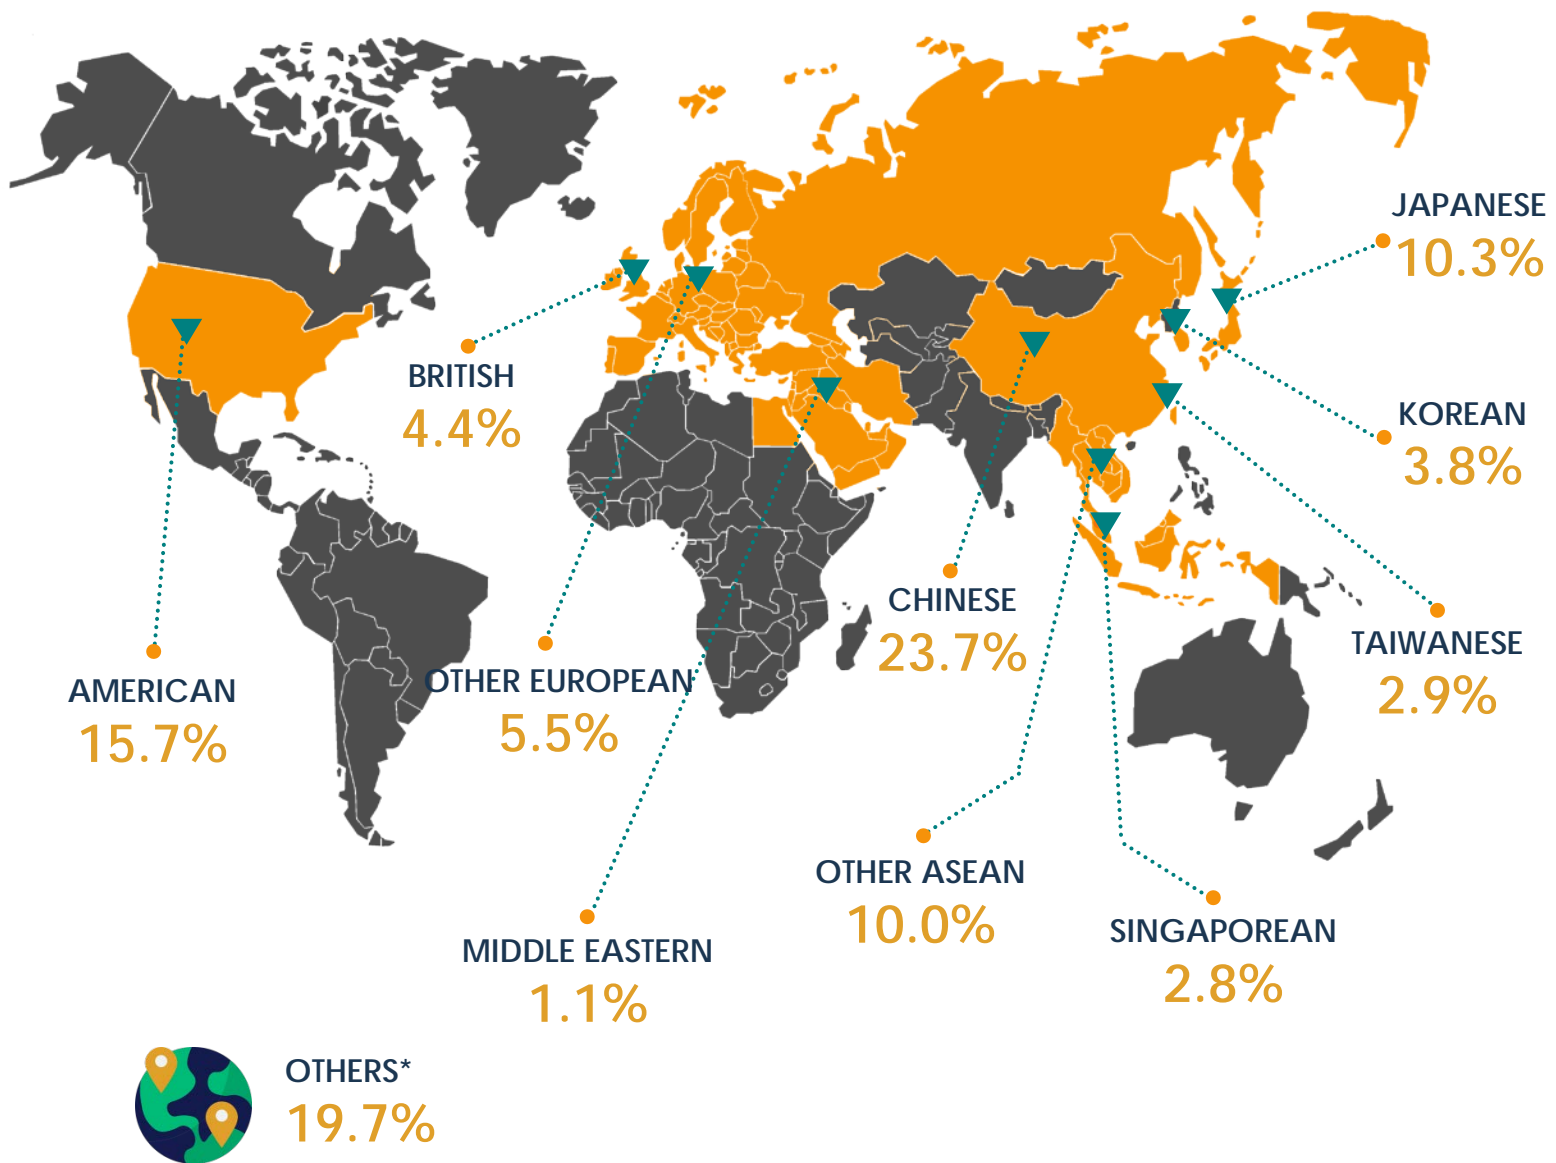 JAPANESE
10.3%
BRITISH
4.4%
KOREAN
3.8%
CHINESE
23.7%
TAIWANESE
2.9%
AMERICAN
15.7%
OTHER EUROPEAN
5.5%
OTHER ASEAN
10.0%
SINGAPOREAN
2.8%
MIDDLE EASTERN
1.1%
OTHERS*
19.7%